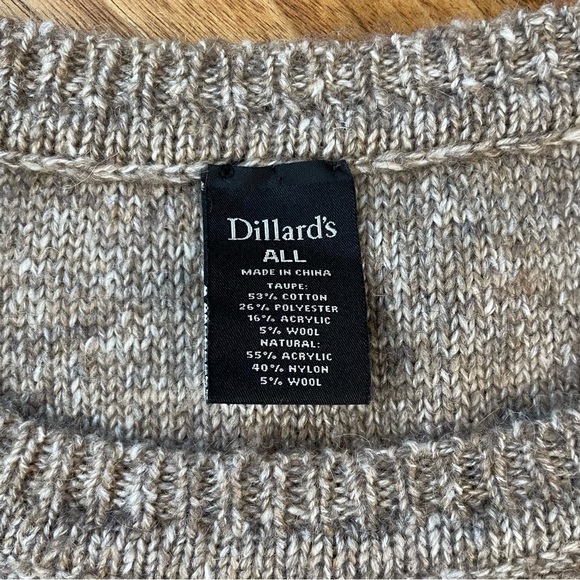 Dillard's
ALL
MADE IN CHINA
TAUPE:
53% COTTON
26% POLYESTER
16% ACRYLIC
5% WOOL
NATURAL:
55% ACRYLIC
40% NYLON
5% WOOL